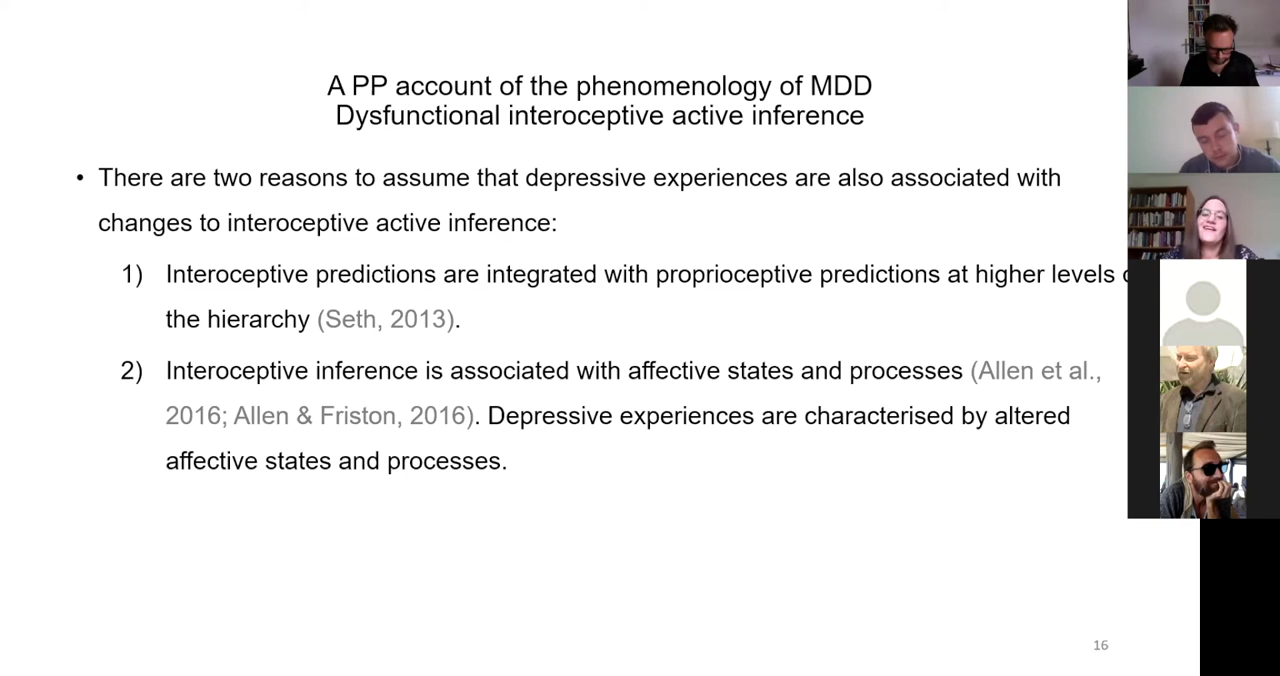 A PP account of the phenomenology of MDD
Dysfunctional interoceptive active inference
• There are two reasons to assume that depressive experiences are also associated with
changes to interoceptive active inference:
1) Interoceptive predictions are integrated with proprioceptive predictions at higher levels
the hierarchy (Seth, 2013).
2) Interoceptive inference is associated with affective states and processes (Allen et al.,
2016; Allen & Friston, 2016). Depressive experiences are characterised by altered
affective states and processes.
16